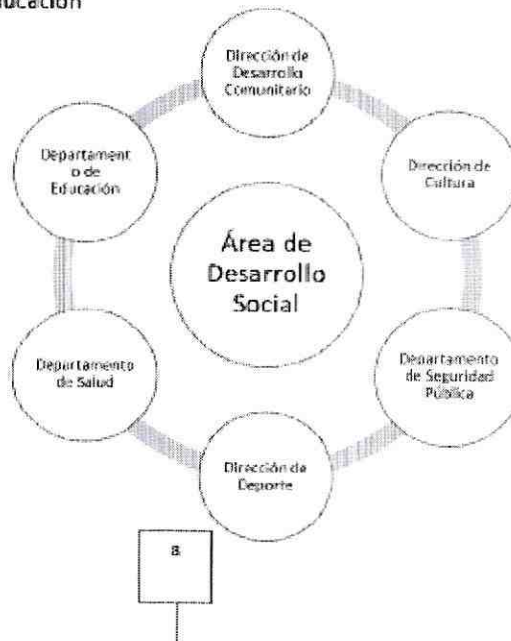 ducación
Dirección de
Desarrollo
Comunitario
Dirección de
Cultura
Departamento
de Seguridad
Pública
Dirección de
Deporte
Departamento
de Salud
Departament
o de
Educación
Área de
Desarrollo
Social
8